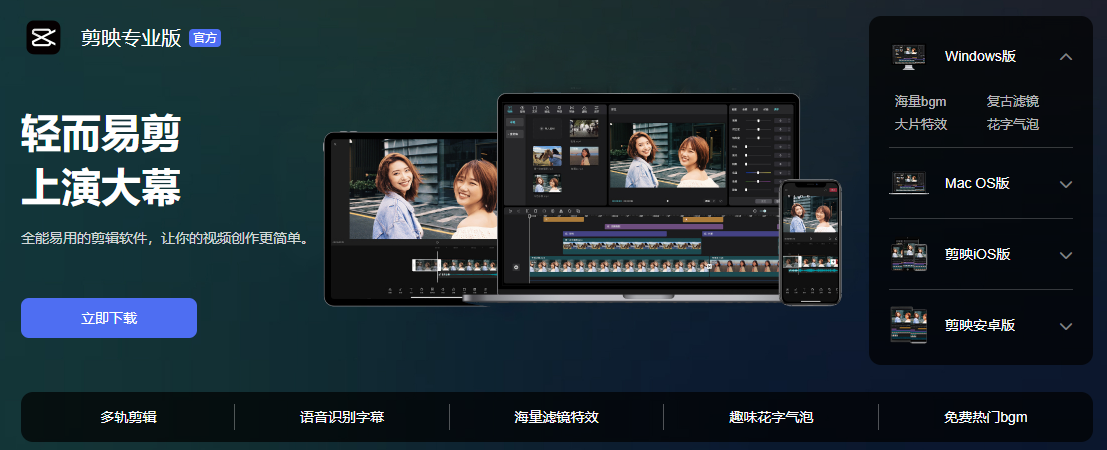 剪映专业版 官方
轻而易剪
上演大幕
全能易用的剪辑软件，让你的视频创作更简单。
立即下载
Windows版
海量bgm 复古滤镜
大片特效 花字气泡
Mac OS版
剪映iOS版
剪映安卓版
多轨剪辑 语音识别字幕 海量滤镜特效 趣味花字气泡 免费热门bgm